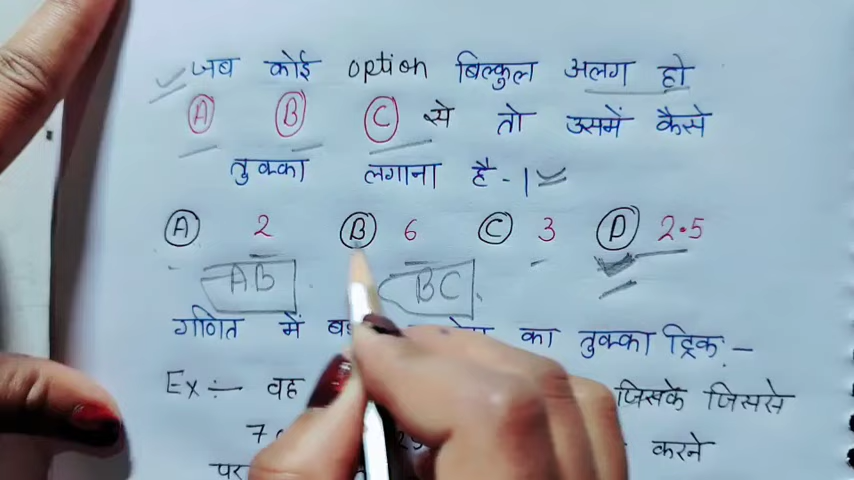 जब कोई option बिल्कुल अलग हो
A B C से तो उसमें कैसे
तुक्का लगाना है -।
A 2 B 6 C 3 D 2.5
AB BC
गणित में का तुक्का ट्रिक :-
Ex :- वह जिसके जिससे
7 करने
पर